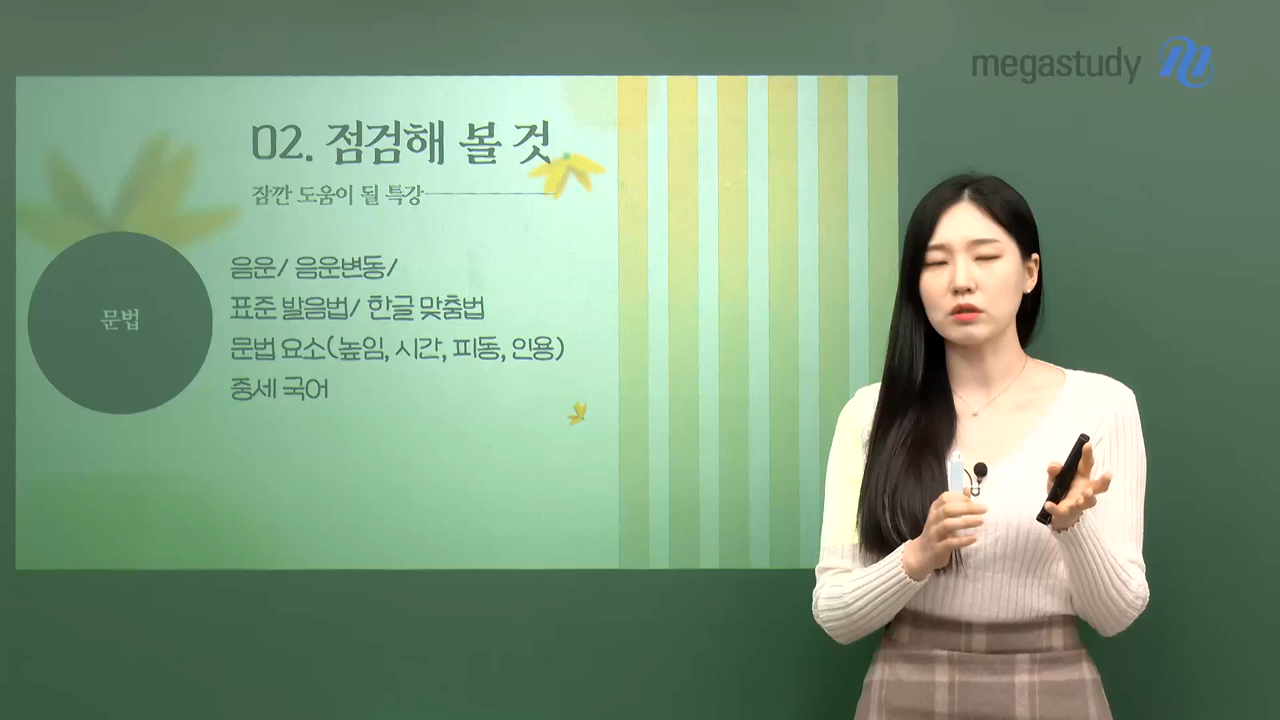 megastudy
02. 점검해 볼 것
잠깐 도움이 될 특강
문법
음운/ 음운변동/
표준 발음법/ 한글 맞춤법
문법 요소(높임, 시간, 피동, 인용)
중세 국어